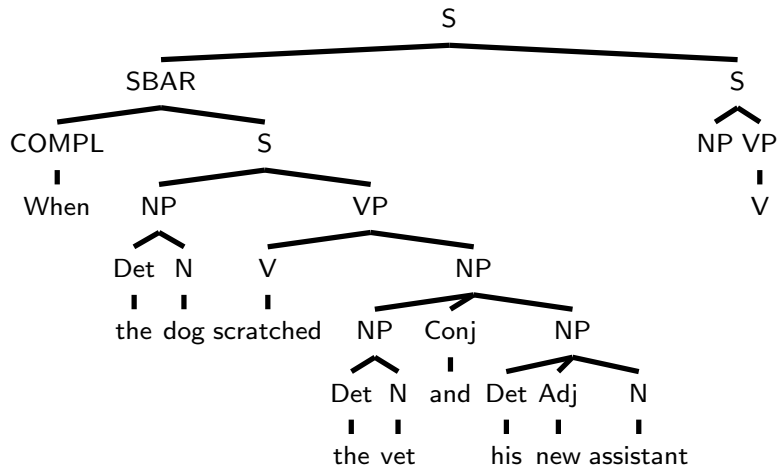 S
SBAR S
COMPL S NP VP
When NP VP V
Det N V NP
the dog scratched NP Conj NP
Det N and Det Adj N
the vet his new assistant